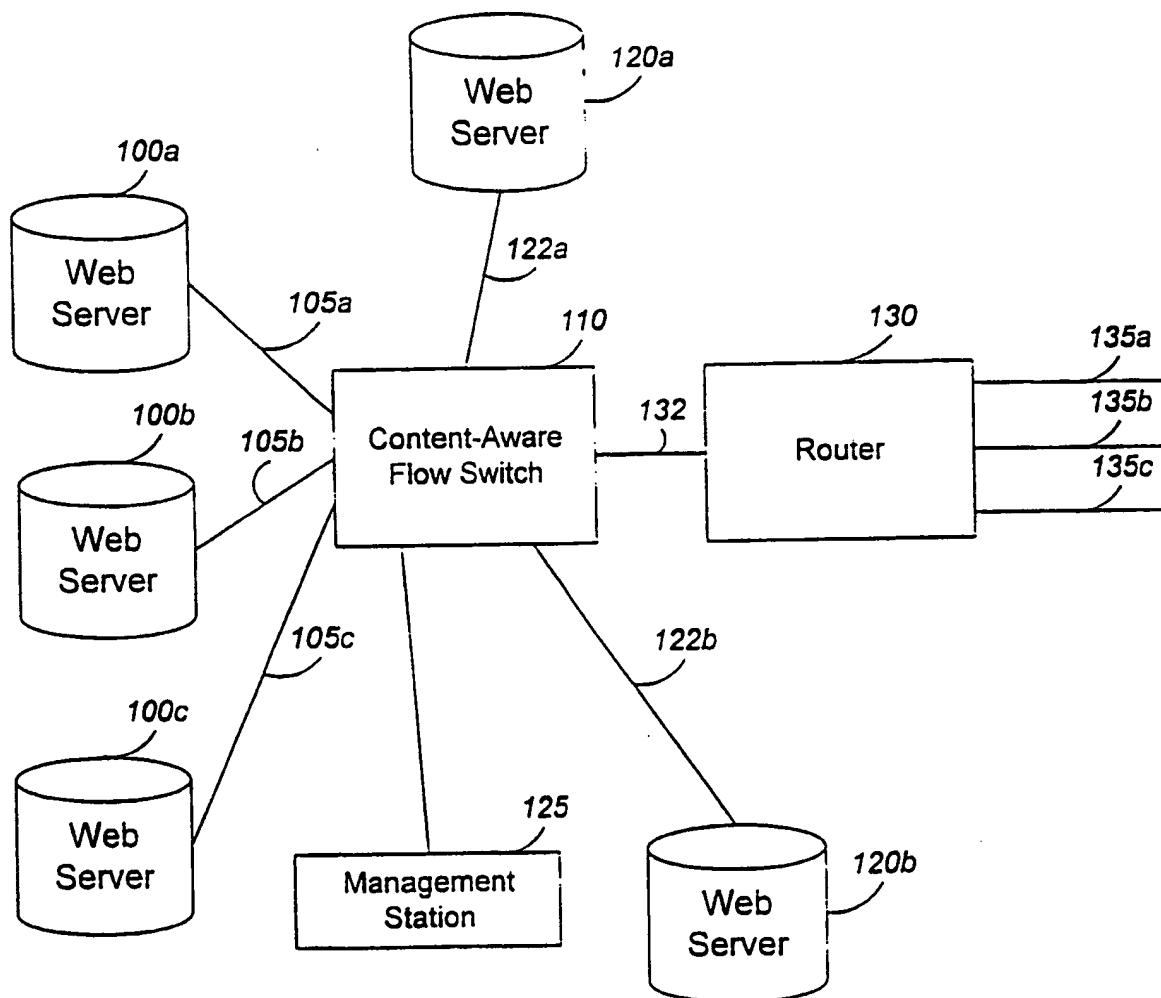 120a
Web
Server
100a
Web
Server
122a
105a
110
130
135a
135b
135c
100b
105b
Content-Aware
Flow Switch
132
Router
Web
Server
105c
122b
100c
Web
Server
125
Management
Station
120b
Web
Server